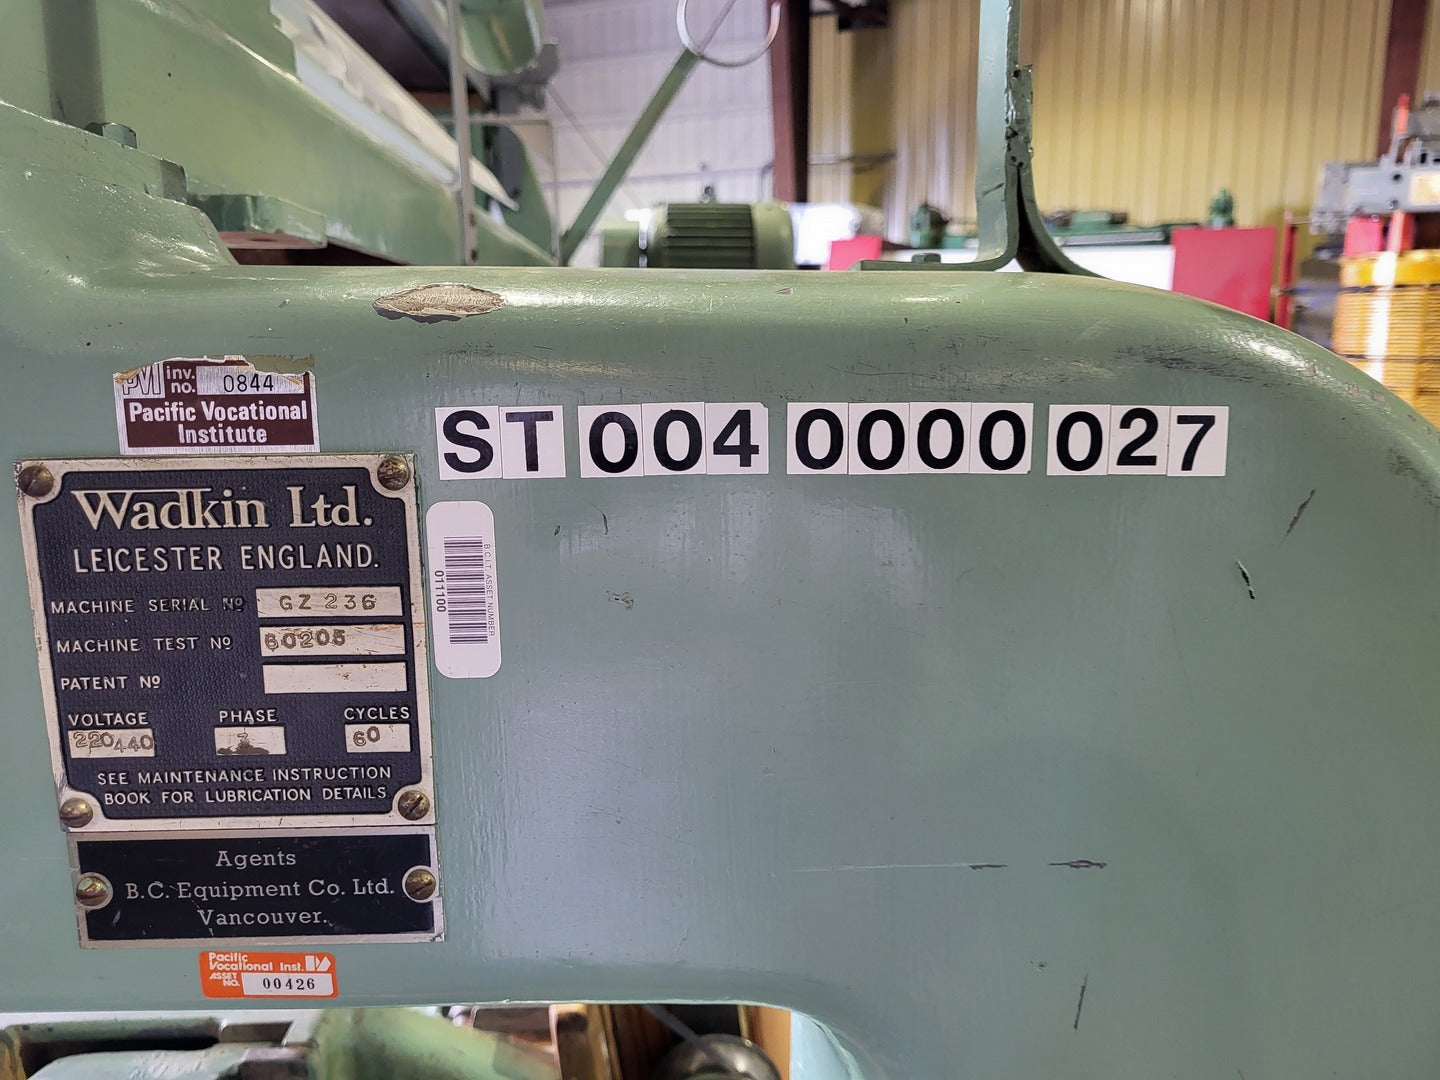 PVI inv. no. 0844
Pacific Vocational
Institute
ST 004 0000 027
Wadkin Ltd.
LEICESTER ENGLAND.
MACHINE SERIAL Nº GZ 236
MACHINE TEST Nº 60205
PATENT Nº
VOLTAGE PHASE CYCLES
220/440 3 60
SEE MAINTENANCE INSTRUCTION
BOOK FOR LUBRICATION DETAILS
B.C.I.T. ASSET NUMBER
011100
Agents
B.C. Equipment Co. Ltd.
Vancouver.
Pacific
Vocational Inst.
ASSET NO. 00426